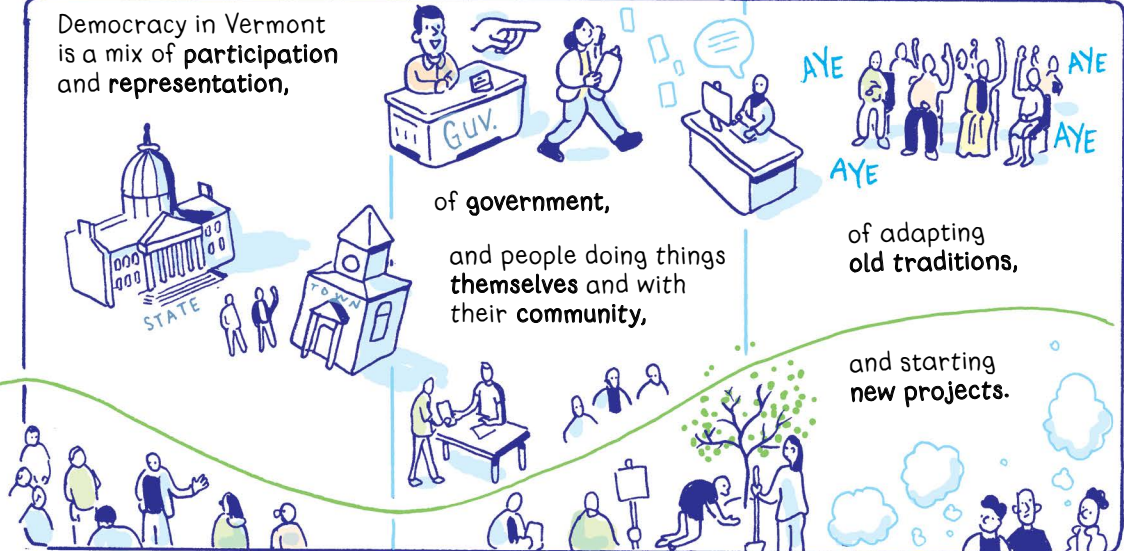 Democracy in Vermont
is a mix of participation
and representation,
STATE
TOWN
GUV.
of government,
and people doing things
themselves and with
their community,
AYE
AYE
AYE
AYE
of adapting
old traditions,
and starting
new projects.